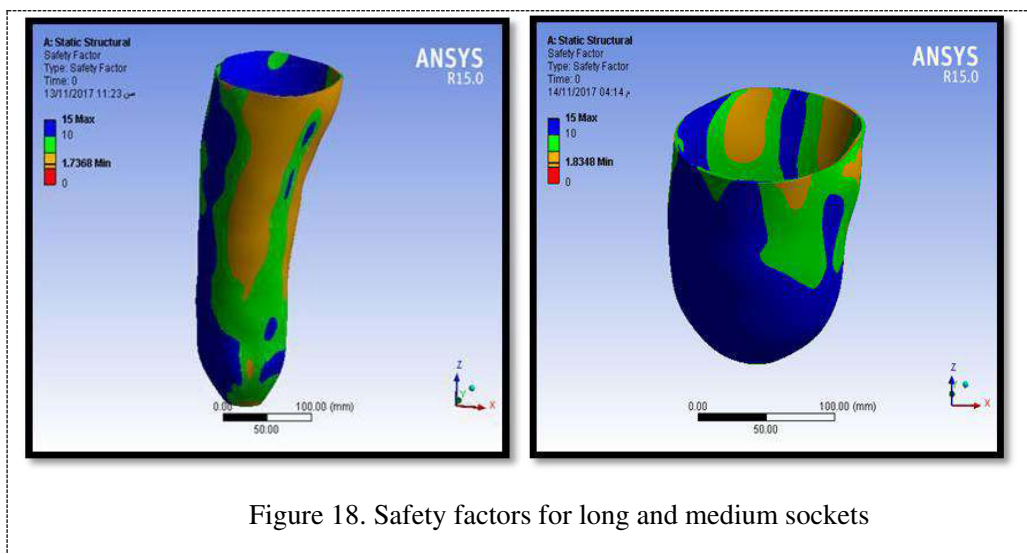 A: Static Structural
Safety Factor
Type: Safety Factor
Time: 0
13/11/2017 11:23 ص
ANSYS
R15.0
15 Max
10
1.7368 Min
0
Z
Y
X
0.00
100.00 (mm)
50.00
A: Static Structural
Safety Factor
Type: Safety Factor
Time: 0
14/11/2017 04:14 م
ANSYS
R15.0
15 Max
10
1.8348 Min
0
Z
Y
X
0.00
100.00 (mm)
50.00
Figure 18. Safety factors for long and medium sockets